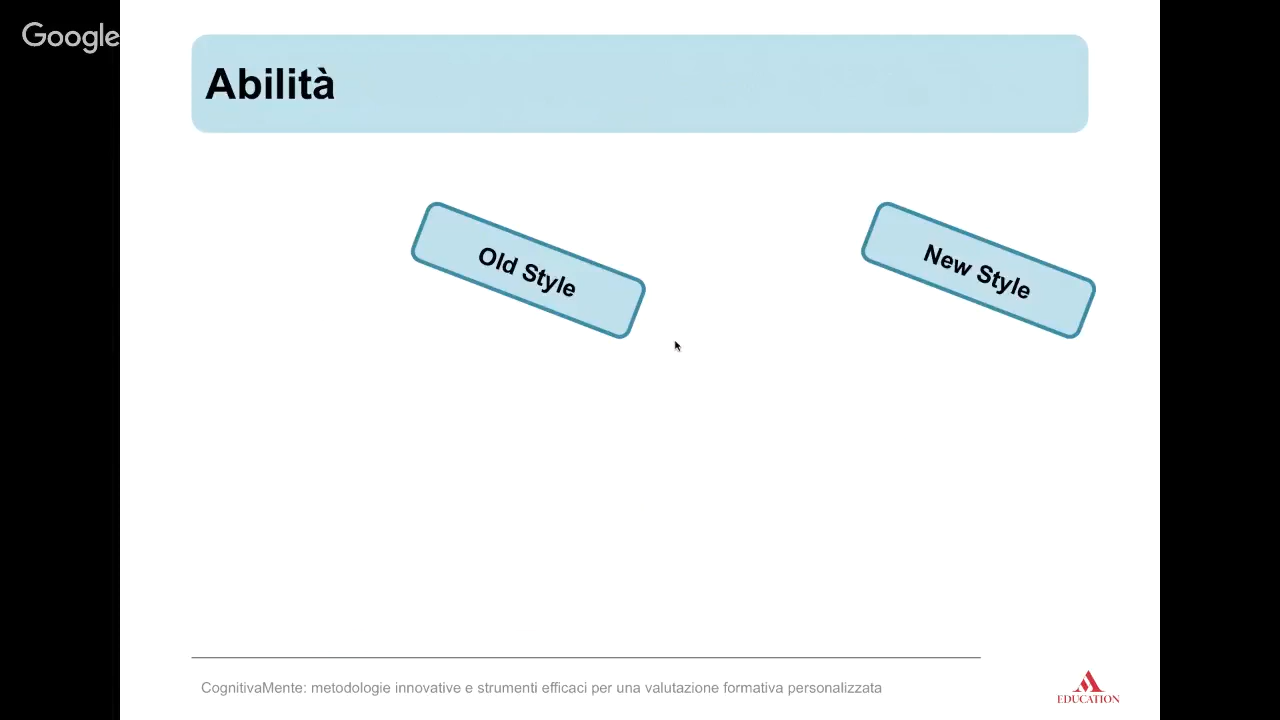 Google
Abilità
Old Style
New Style
CognitivaMente: metodologie innovative e strumenti efficaci per una valutazione formativa personalizzata
EDUCATION